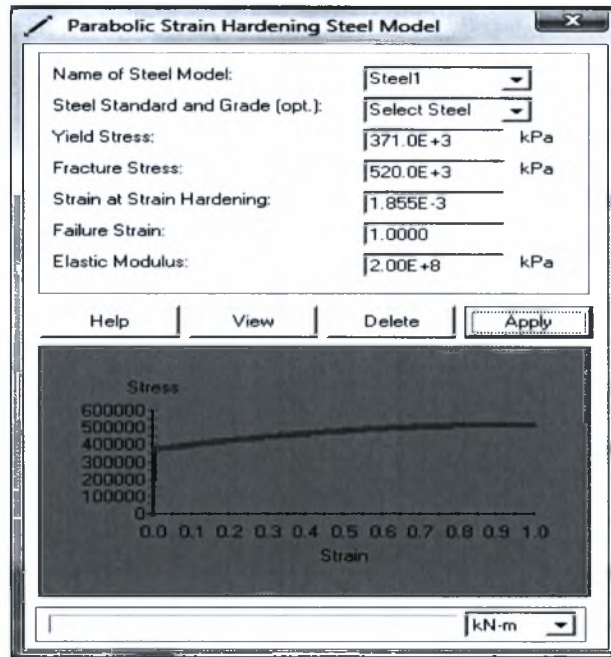 Parabolic Strain Hardening Steel Model
Name of Steel Model: Steel1
Steel Standard and Grade (opt.): Select Steel
Yield Stress: 371.0E+3 kPa
Fracture Stress: 520.0E+3 kPa
Strain at Strain Hardening: 1.855E-3
Failure Strain: 1.0000
Elastic Modulus: 2.00E+8 kPa
Help View Delete Apply
Stress
600000
500000
400000
300000
200000
100000
0
0.0 0.1 0.2 0.3 0.4 0.5 0.6 0.7 0.8 0.9 1.0
Strain
kN-m